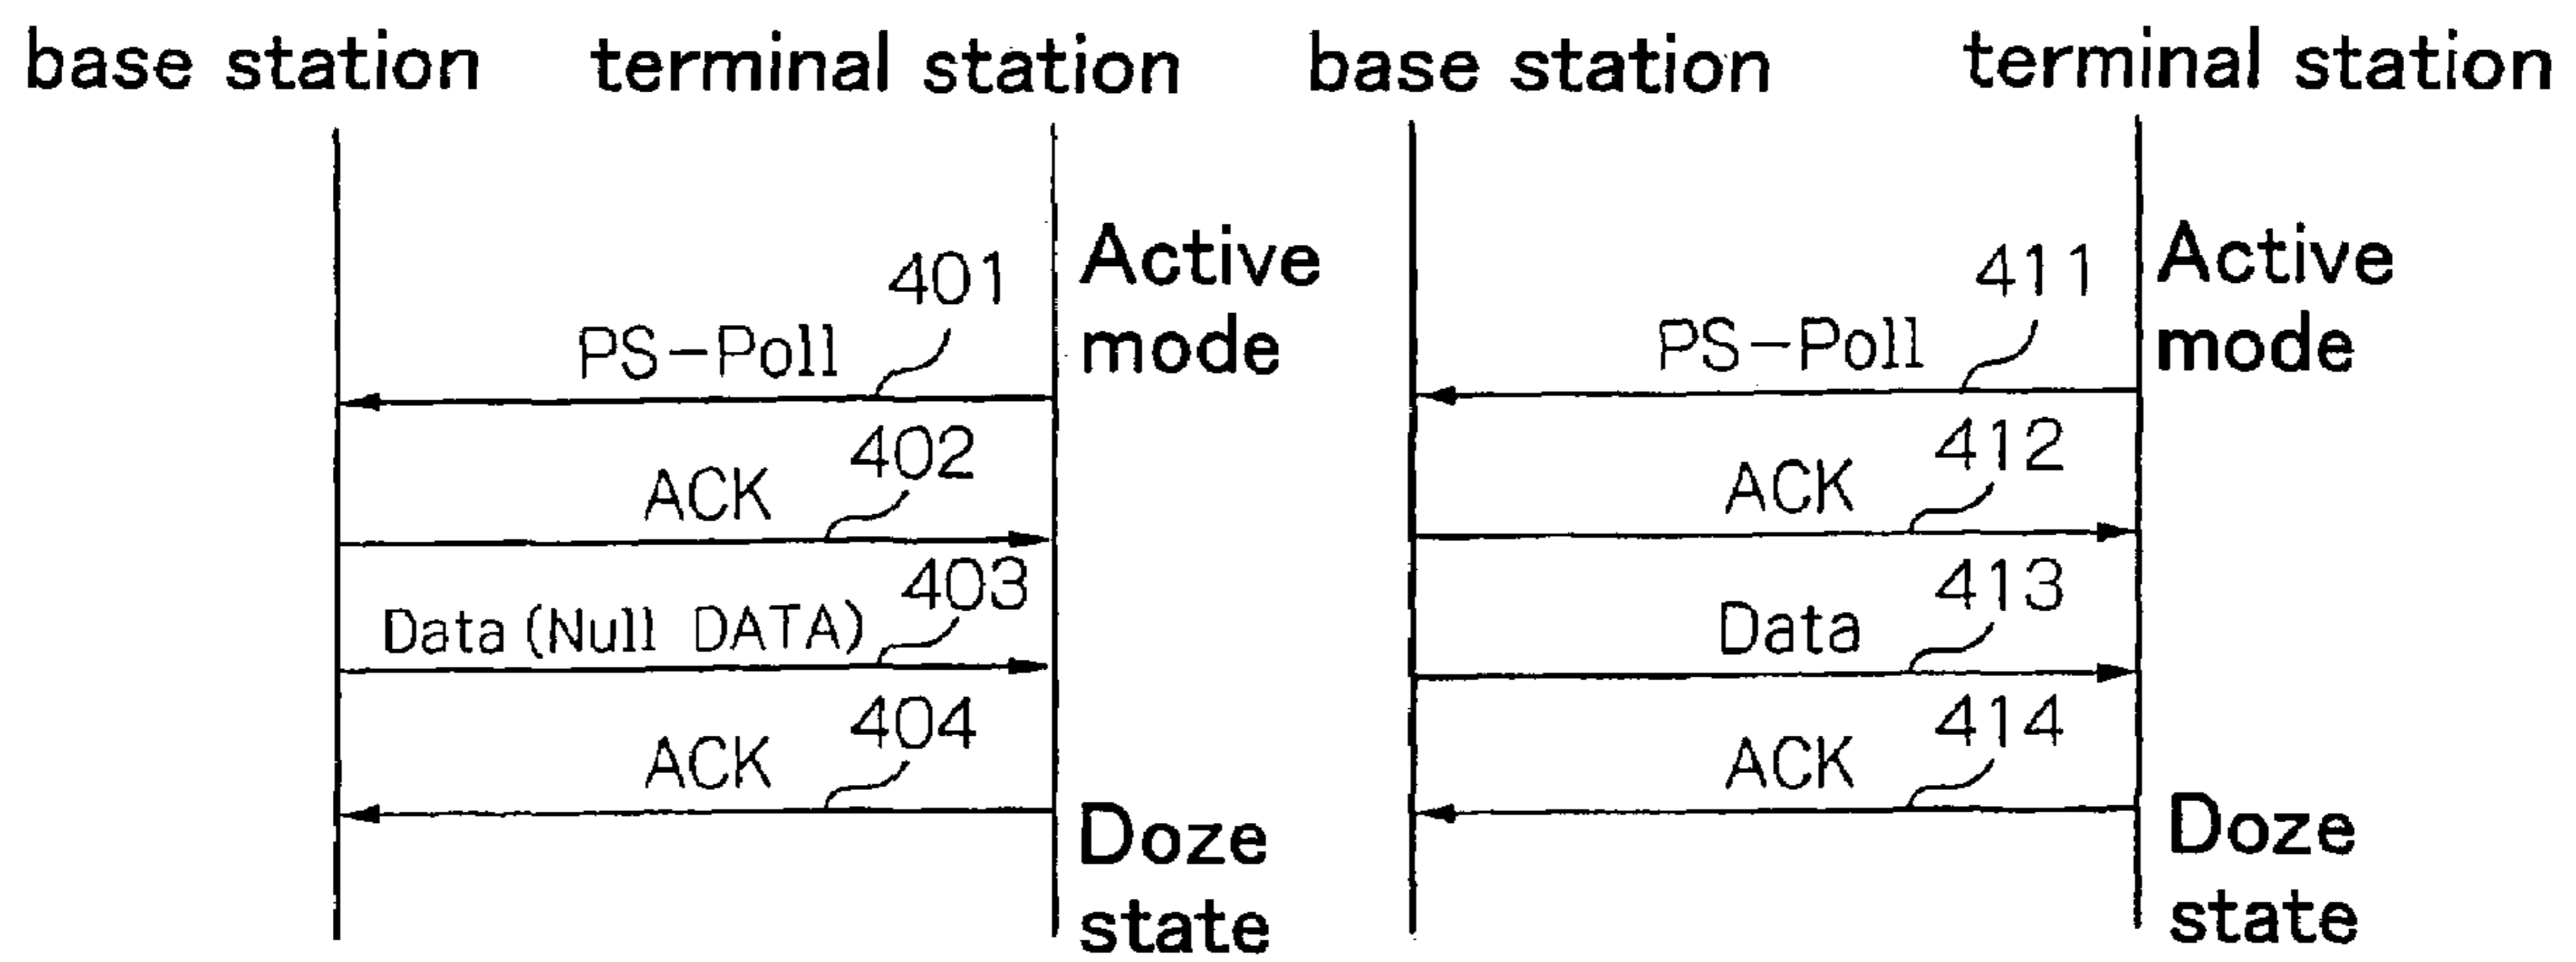 base station terminal station base station terminal station
401 Active mode 411 Active mode
PS-Poll PS-Poll
402 412
ACK ACK
403 413
Data (Null DATA) Data
404 414
ACK ACK
Doze state Doze state